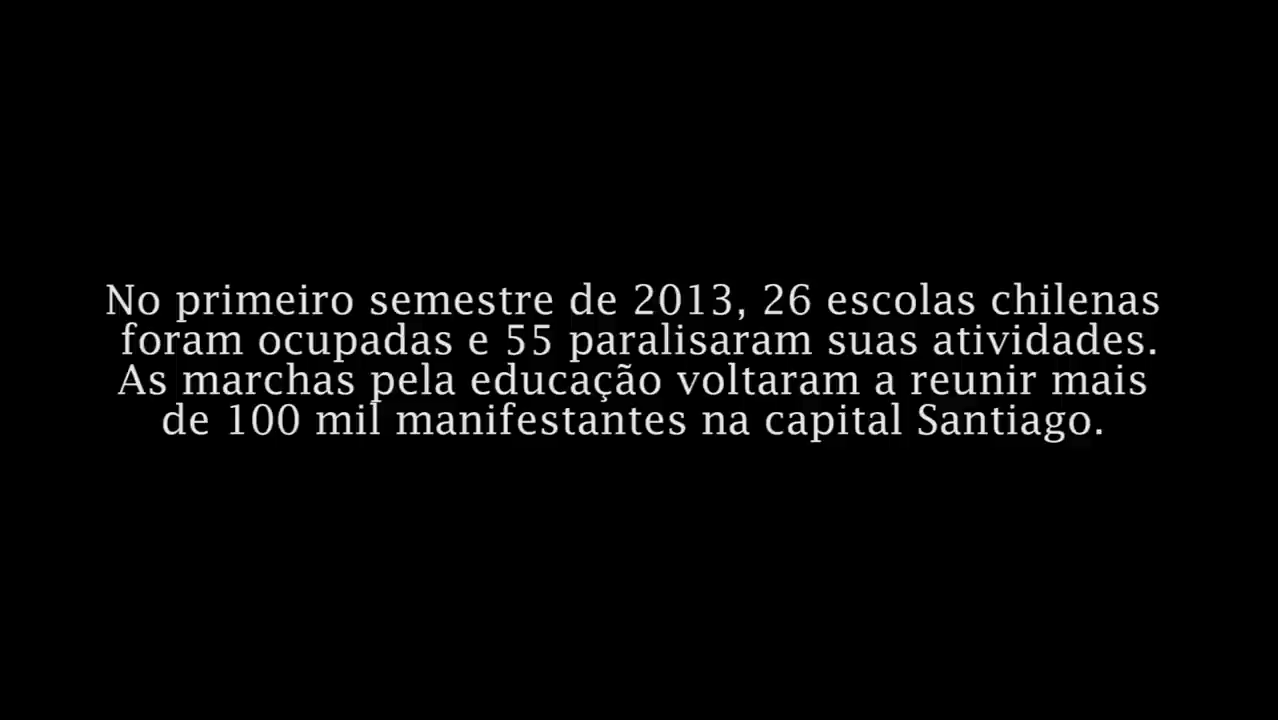 No primeiro semestre de 2013, 26 escolas chilenas
foram ocupadas e 55 paralisaram suas atividades.
As marchas pela educação voltaram a reunir mais
de 100 mil manifestantes na capital Santiago.